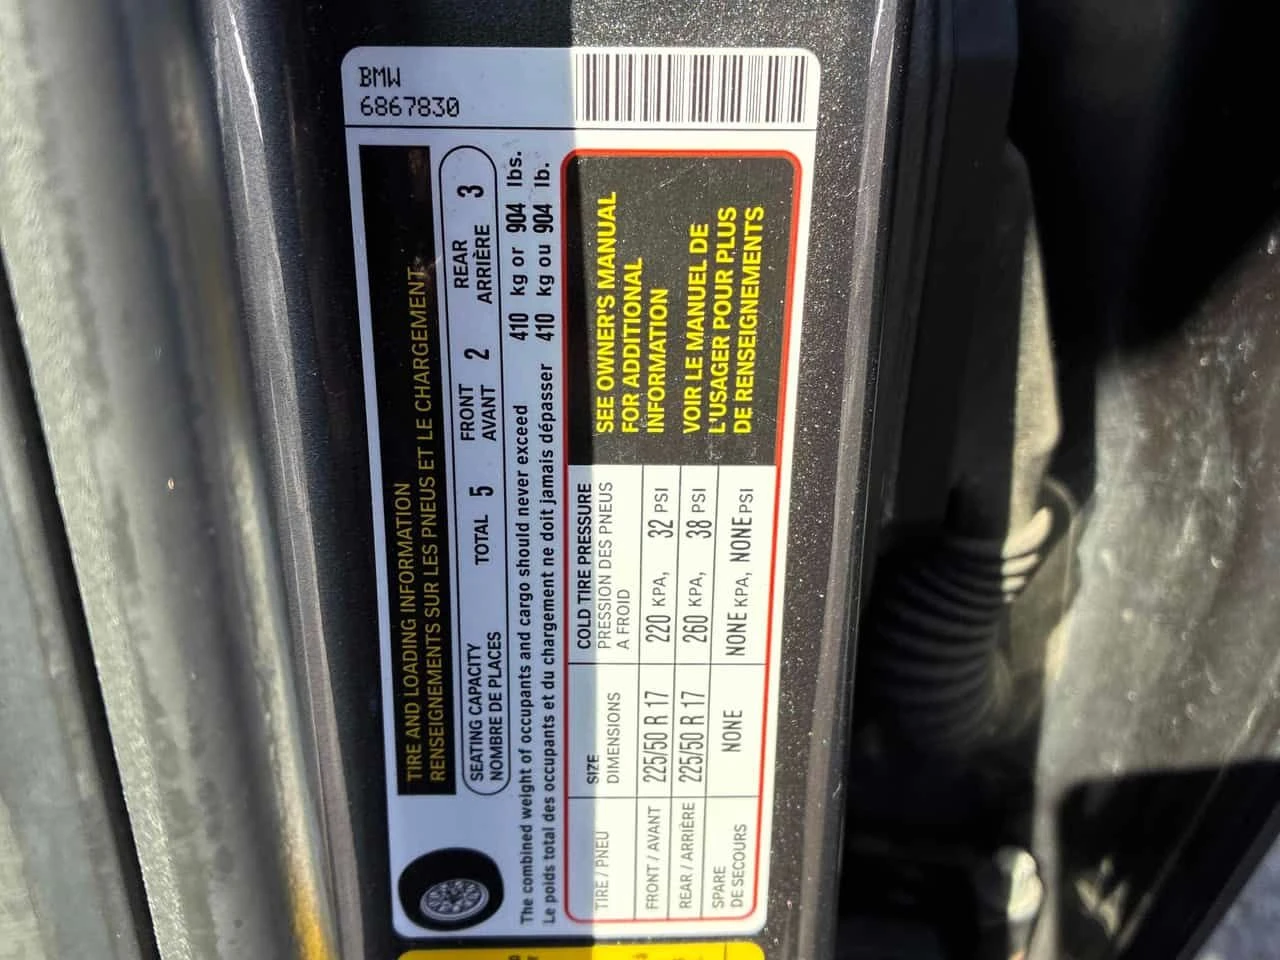 BMW
6867830
TIRE AND LOADING INFORMATION
RENSEIGNEMENTS SUR LES PNEUS ET LE CHARGEMENT
SEATING CAPACITY
NOMBRE DE PLACES
TOTAL 5
FRONT
AVANT
2
REAR
ARRIÈRE
3
The combined weight of occupants and cargo should never exceed 410 kg or 904 lbs.
Le poids total des occupants et du chargement ne doit jamais dépasser 410 kg ou 904 lb.
TIRE / PNEU
SIZE
DIMENSIONS
COLD TIRE PRESSURE
PRESSION DES PNEUS
A FROID
FRONT / AVANT 225/50 R 17 220 KPA, 32 PSI
REAR / ARRIÈRE 225/50 R 17 260 KPA, 38 PSI
SPARE
DE SECOURS
NONE NONE KPA, NONE PSI
SEE OWNER'S MANUAL
FOR ADDITIONAL
INFORMATION
VOIR LE MANUEL DE
L'USAGER POUR PLUS
DE RENSEIGNEMENTS